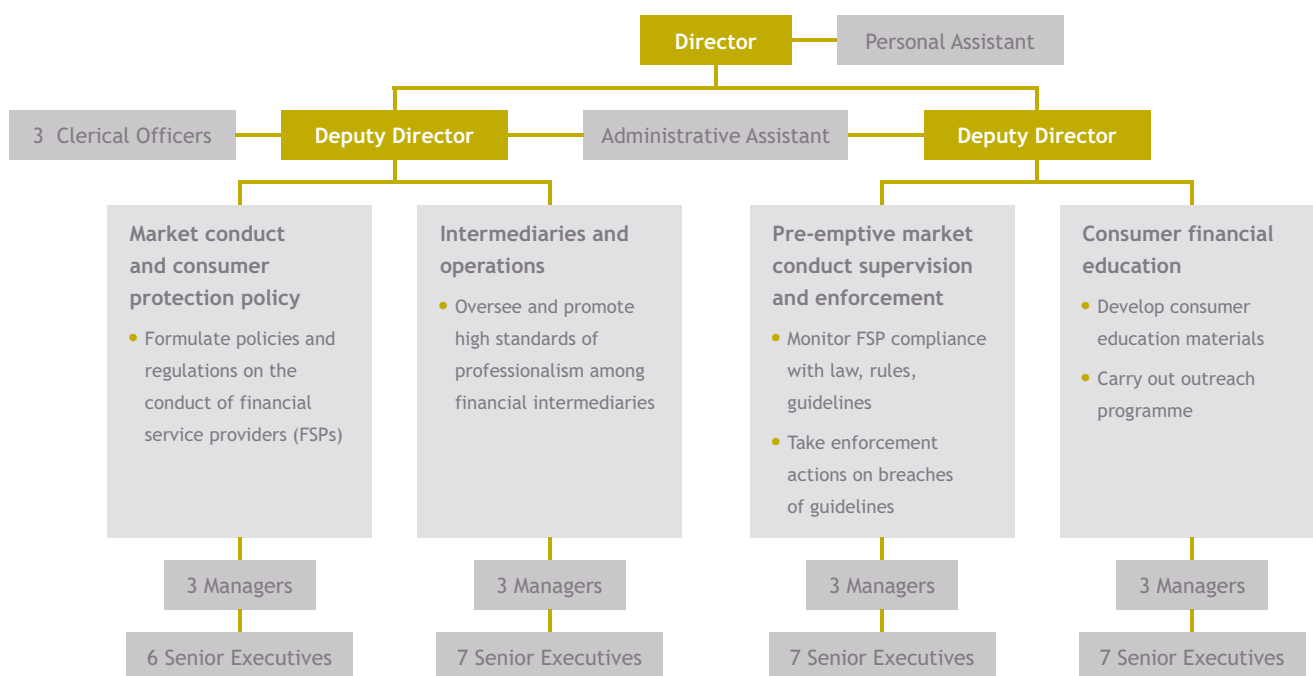 Director
Personal Assistant
3 Clerical Officers
Deputy Director
Administrative Assistant
Deputy Director
Market conduct
and consumer
protection policy
• Formulate policies and
regulations on the
conduct of financial
service providers (FSPs)
Intermediaries and
operations
• Oversee and promote
high standards of
professionalism among
financial intermediaries
Pre-emptive market
conduct supervision
and enforcement
• Monitor FSP compliance
with law, rules,
guidelines
• Take enforcement
actions on breaches
of guidelines
Consumer financial
education
• Develop consumer
education materials
• Carry out outreach
programme
3 Managers
3 Managers
3 Managers
3 Managers
6 Senior Executives
7 Senior Executives
7 Senior Executives
7 Senior Executives